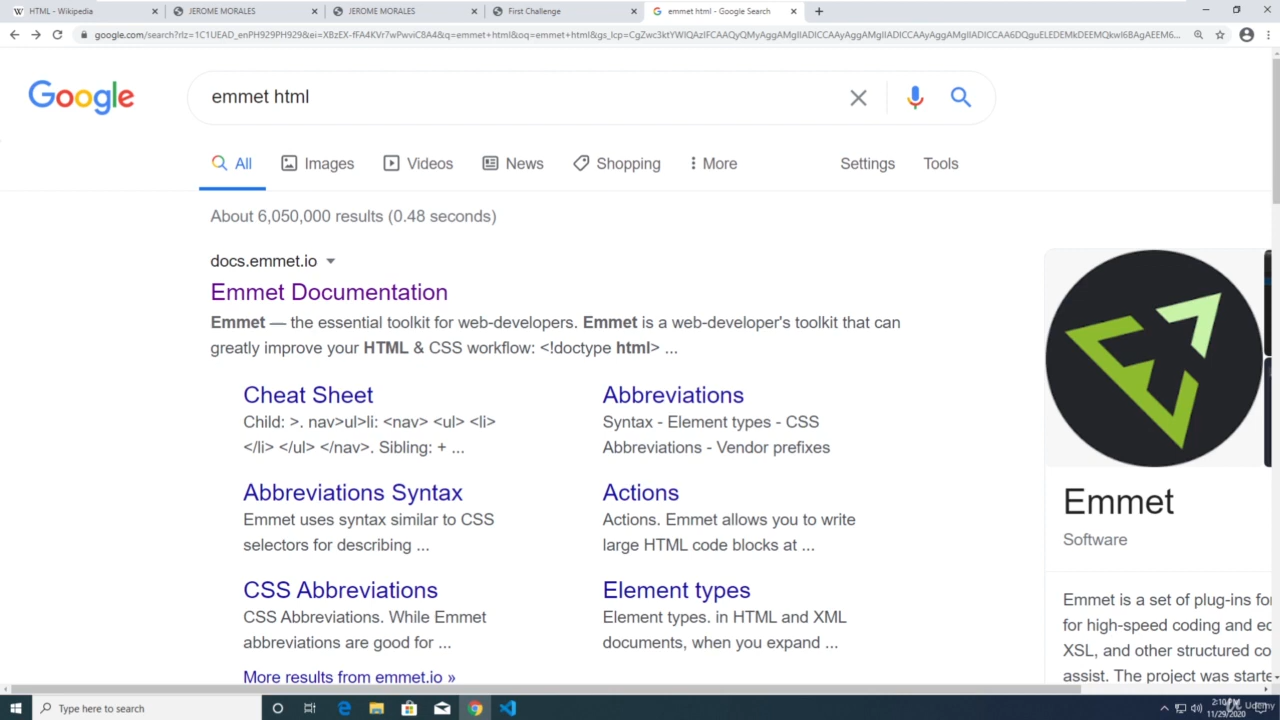 HTML - Wikipedia
JEROME MORALES
JEROME MORALES
First Challenge
emmet html - Google Search
Google
emmet html
All
Images
Videos
News
Shopping
More
Settings
Tools
About 6,050,000 results (0.48 seconds)
docs.emmet.io
Emmet Documentation
Emmet — the essential toolkit for web-developers. Emmet is a web-developer's toolkit that can
greatly improve your HTML & CSS workflow: <!doctype html> ...
Cheat Sheet
Child: >. nav>ul>li: <nav> <ul> <li>
</li> </ul> </nav>. Sibling: + ...
Abbreviations
Syntax - Element types - CSS
Abbreviations - Vendor prefixes
Abbreviations Syntax
Emmet uses syntax similar to CSS
selectors for describing ...
Actions
Actions. Emmet allows you to write
large HTML code blocks at ...
CSS Abbreviations
CSS Abbreviations. While Emmet
abbreviations are good for ...
Element types
Element types. in HTML and XML
documents, when you expand ...
More results from emmet.io »
Emmet
Software
Emmet is a set of plug-ins for
for high-speed coding and
XSL, and other structured
assist. The project was
Type here to search
2:10
11/29/2020
Udemy